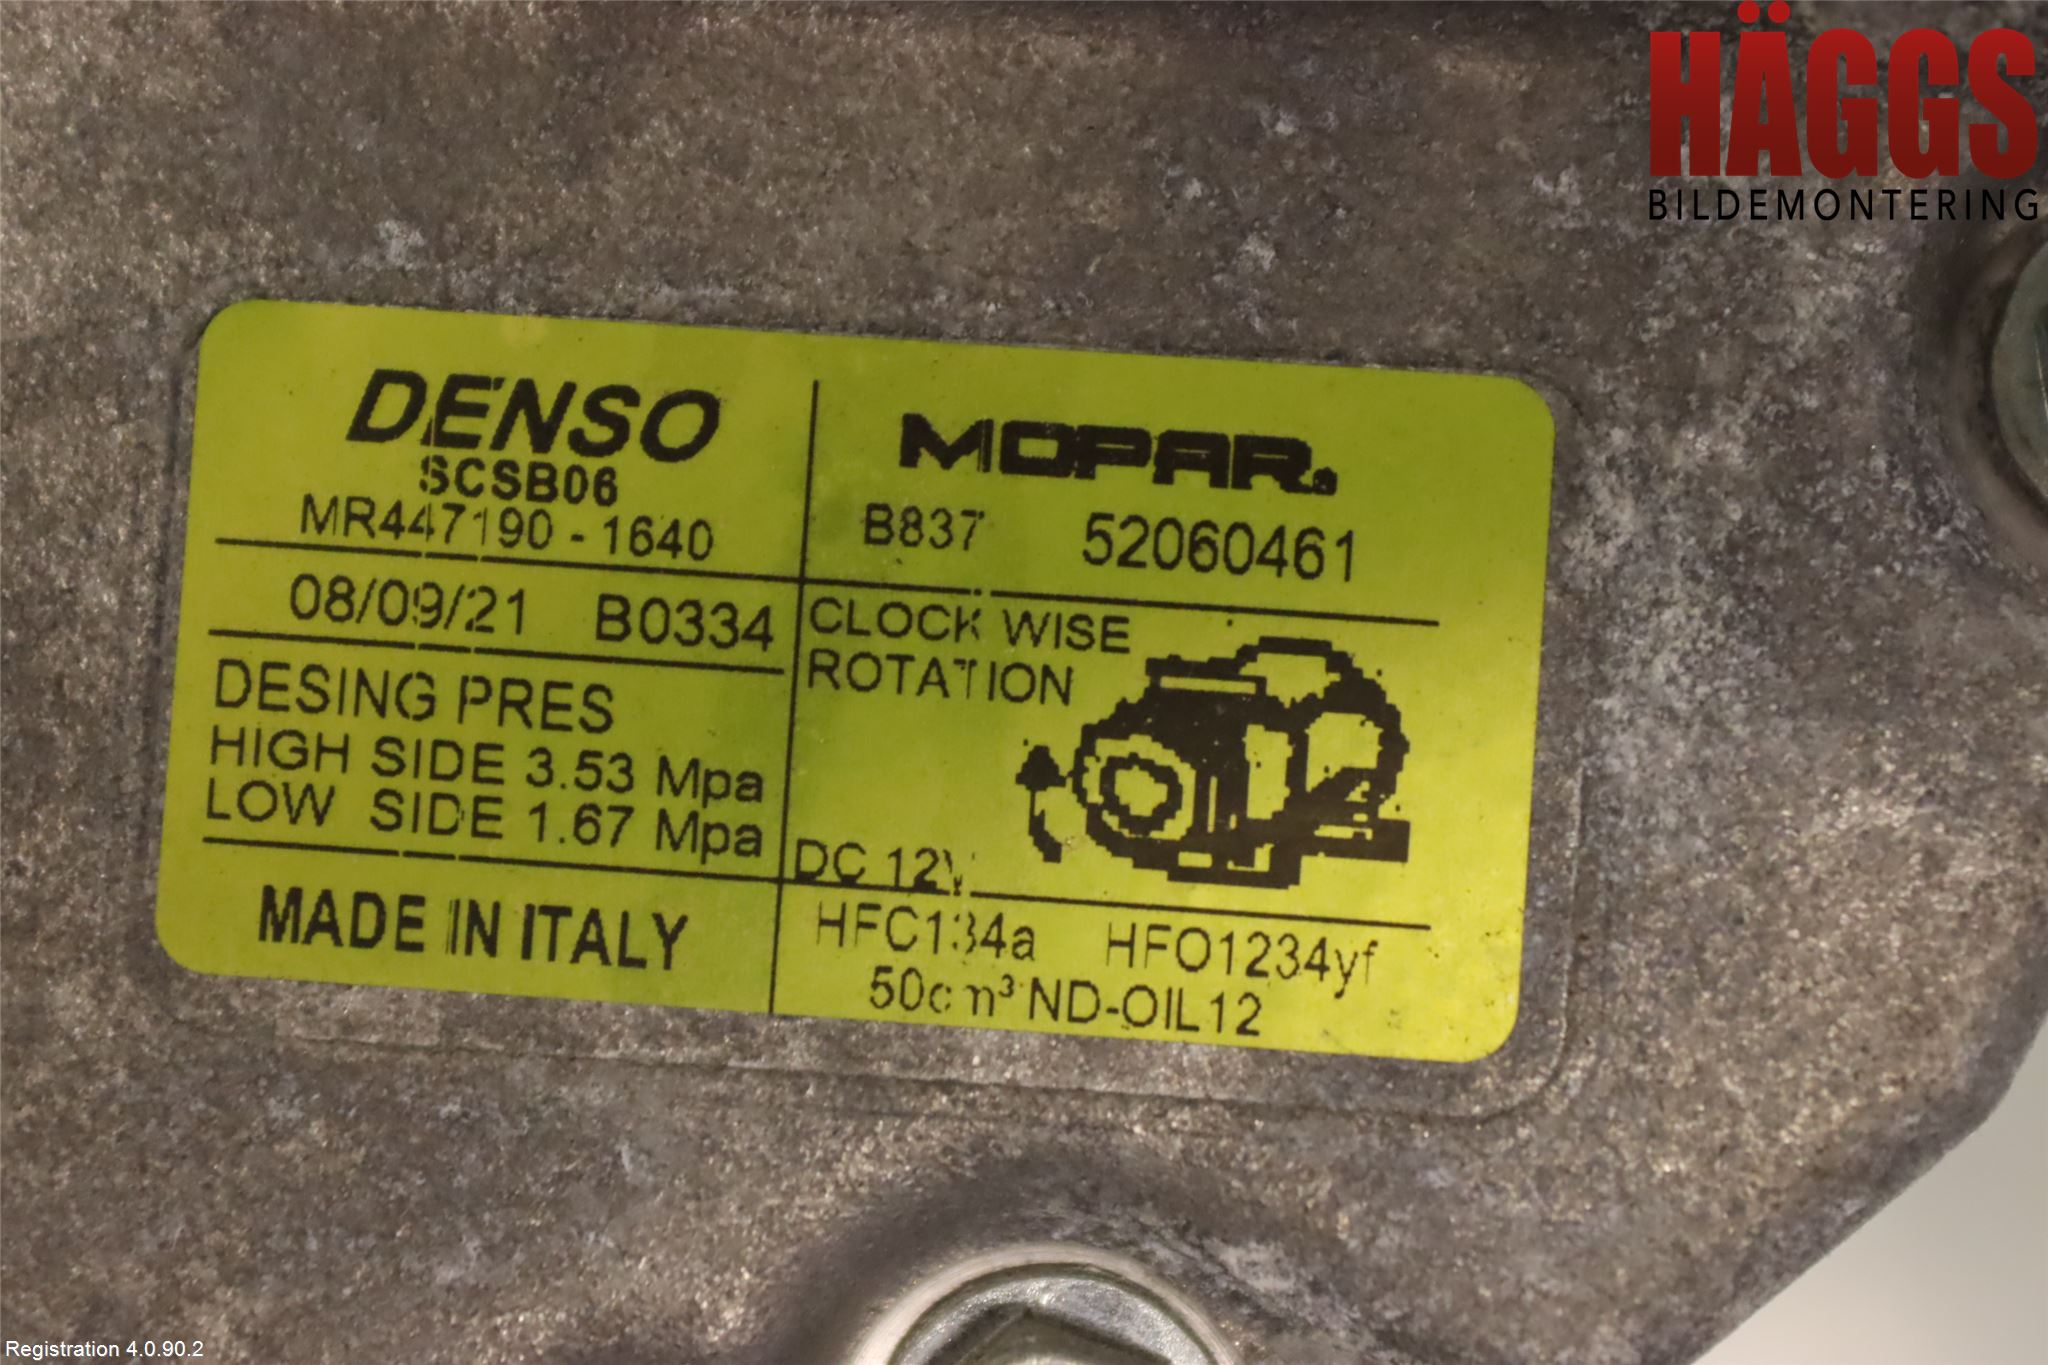 HÄGGS
BILDEMONTERING
DENSO
SCSB06
MR447190-1640
08/09/21 B0334
DESING PRES
HIGH SIDE 3.53 Mpa
LOW SIDE 1.67 Mpa
MADE IN ITALY
MOPAR.
B837 52060461
CLOCK WISE
ROTATION
DC 12V
HFC134a HFO1234yf
50cm³ ND-OIL12
Registration 4.0.90.2